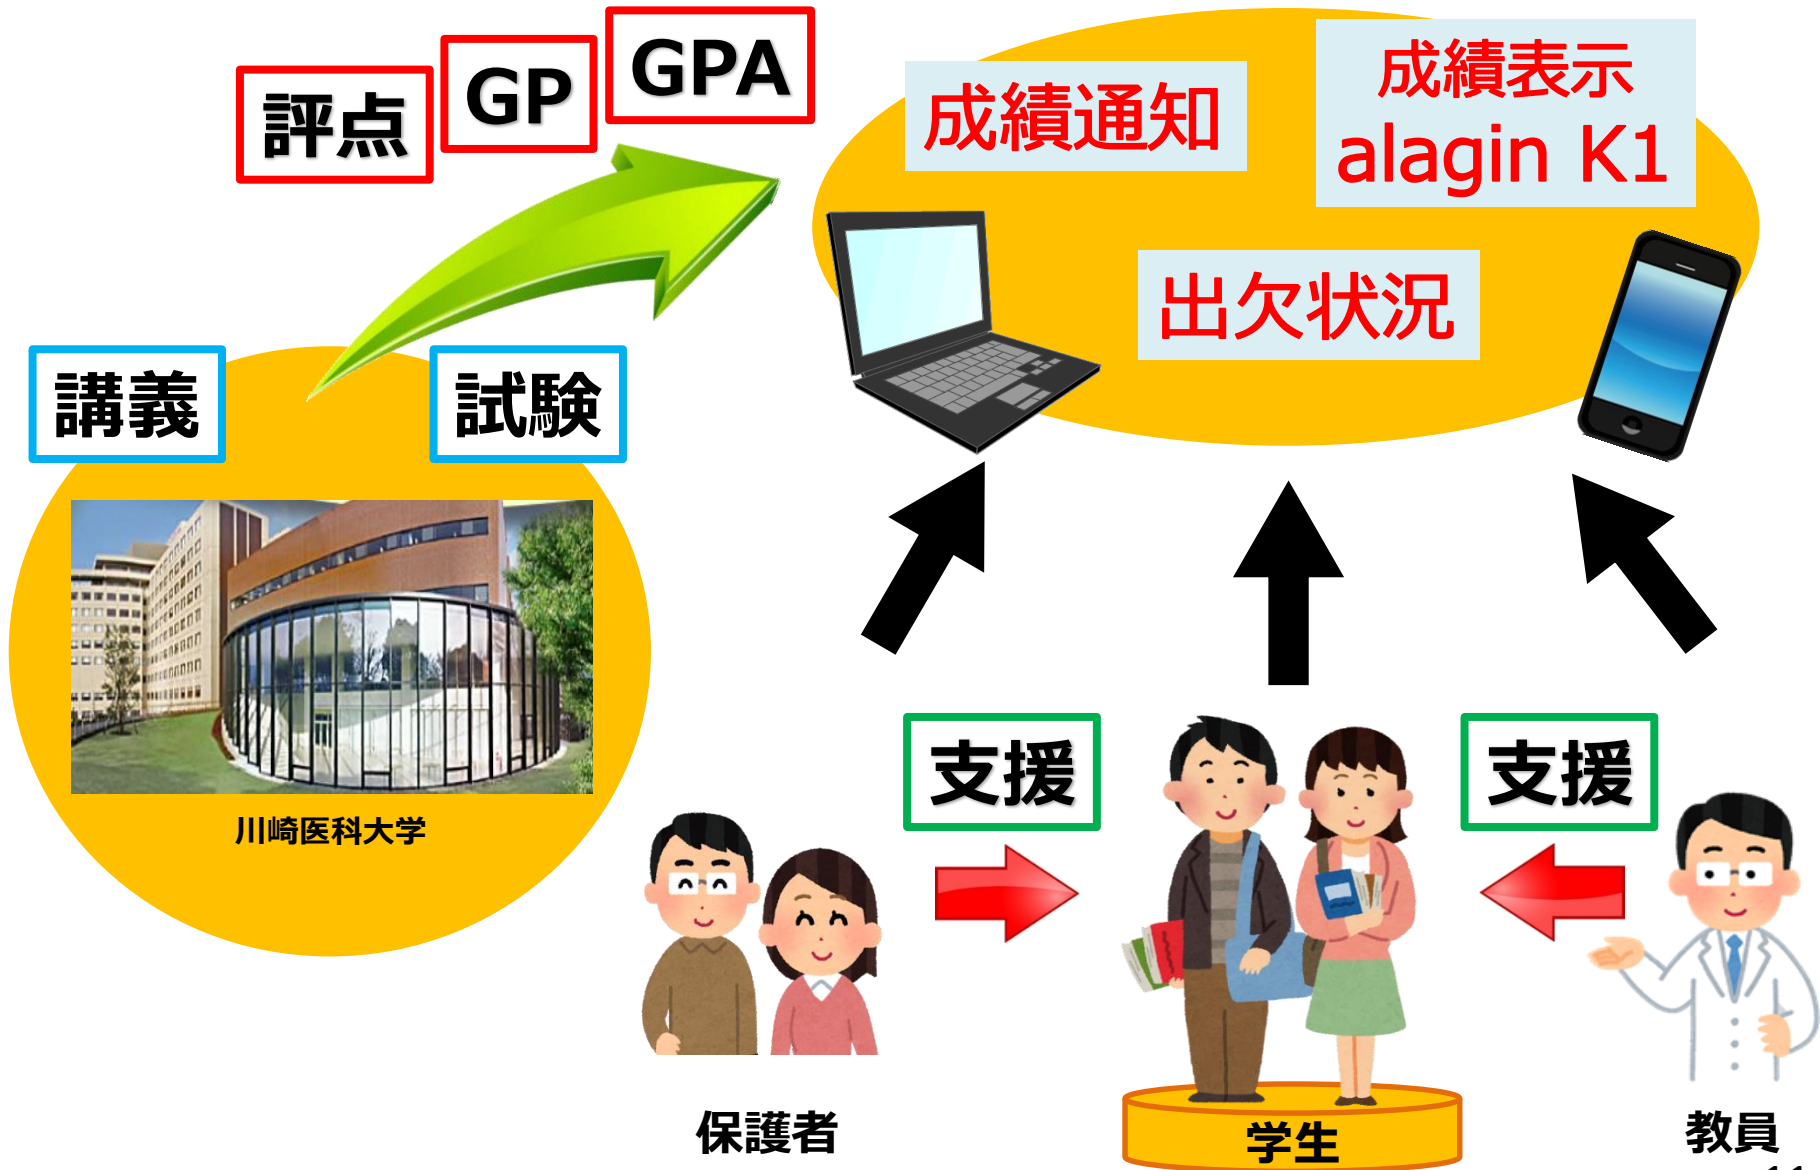 評点
GP
GPA
成績通知
成績表示
alagin K1
出欠状況
講義
試験
川崎医科大学
支援
支援
保護者
学生
教員